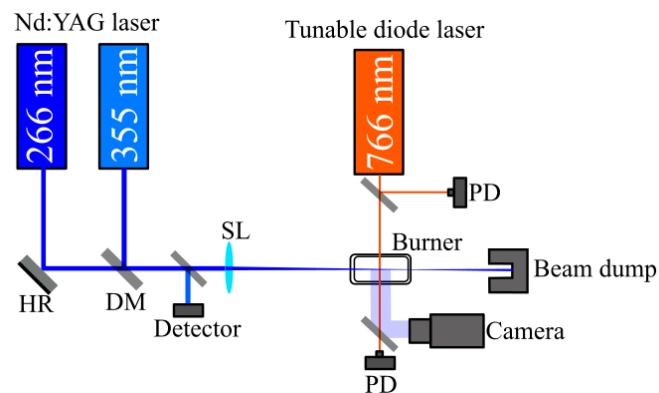 Nd:YAG laser
Tunable diode laser
266 nm
355 nm
766 nm
PD
SL
Burner
Beam dump
HR
DM
Detector
Camera
PD